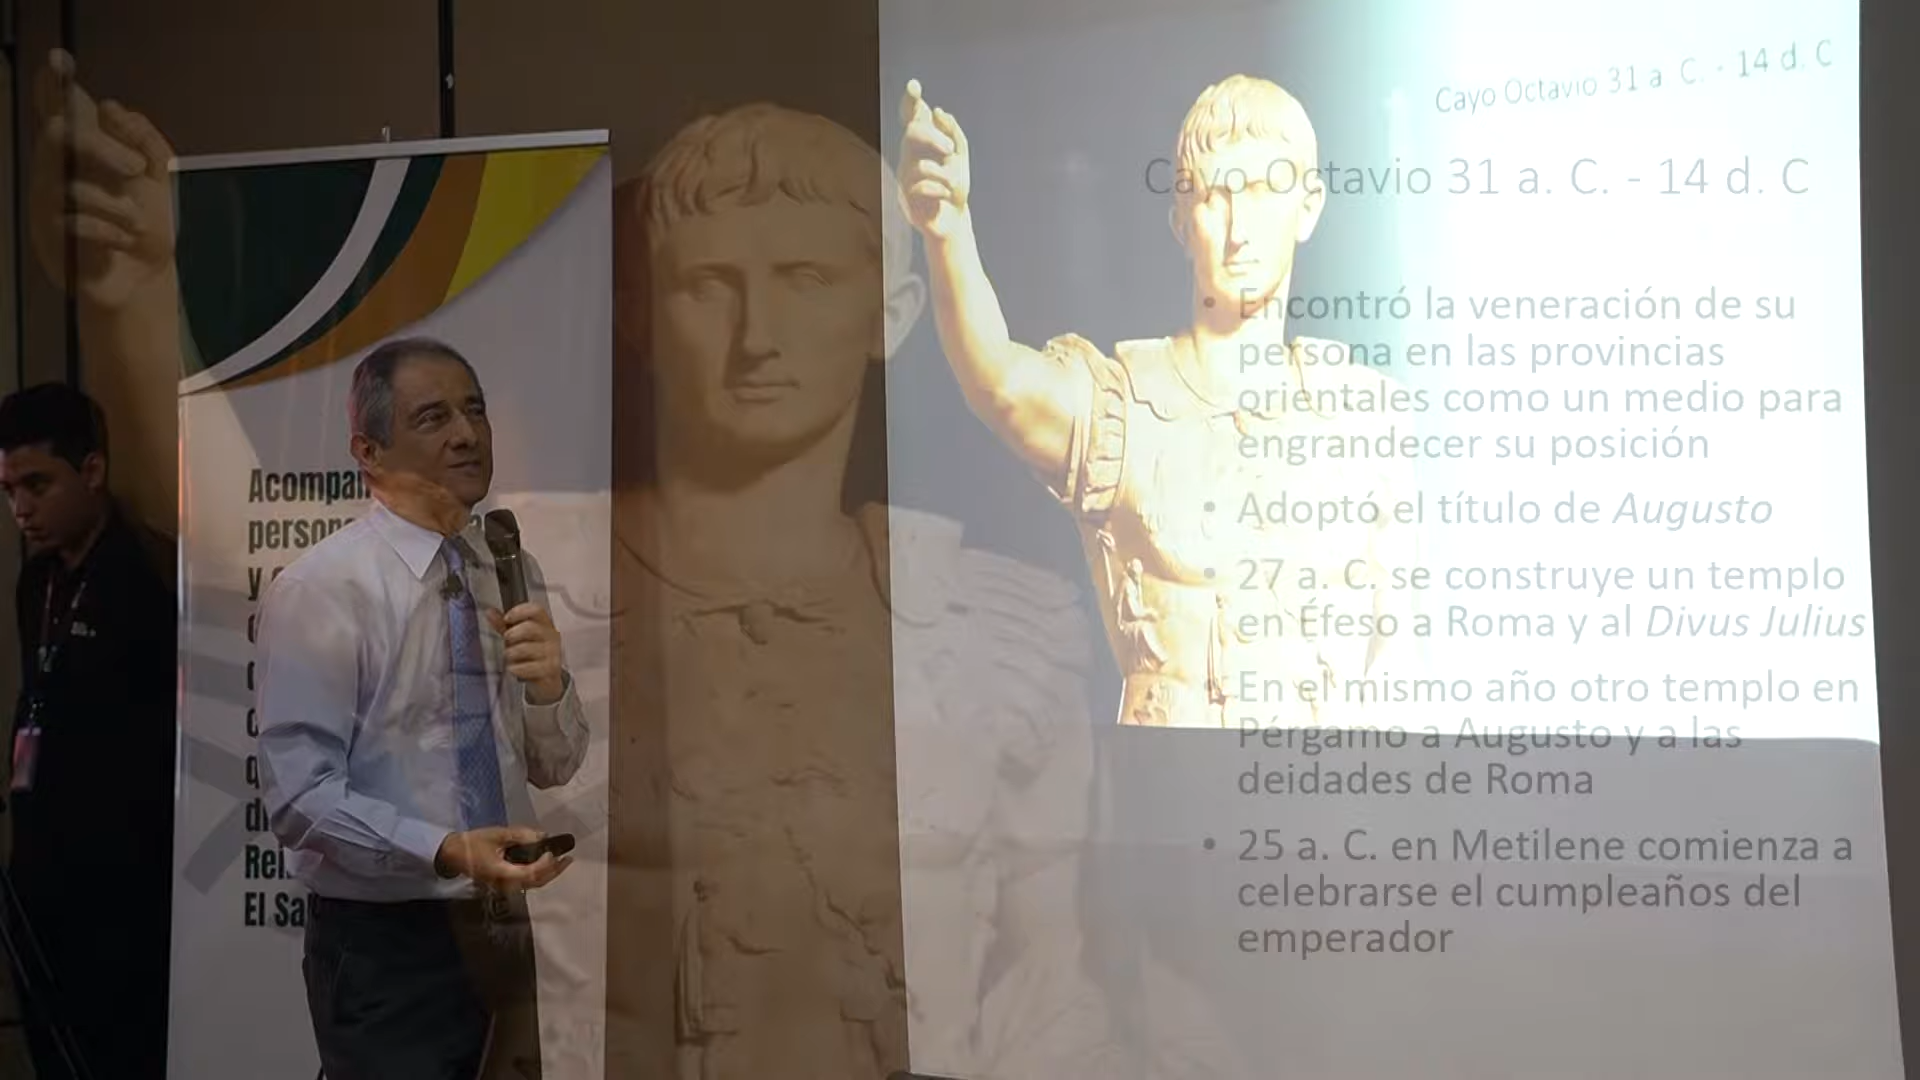 Cayo Octavio 31 a. C. - 14 d. C
Cayo Octavio 31 a. C. - 14 d. C
• Encontró la veneración de su
persona en las provincias
orientales como un medio para
engrandecer su posición
• Adoptó el título de Augusto
• 27 a. C. se construye un templo
en Éfeso a Roma y al Divus Julius
• En el mismo año otro templo en
Pérgamo a Augusto y a las
deidades de Roma
• 25 a. C. en Metilene comienza a
celebrarse el cumpleaños del
emperador
Acompa
perso
y
El Sa